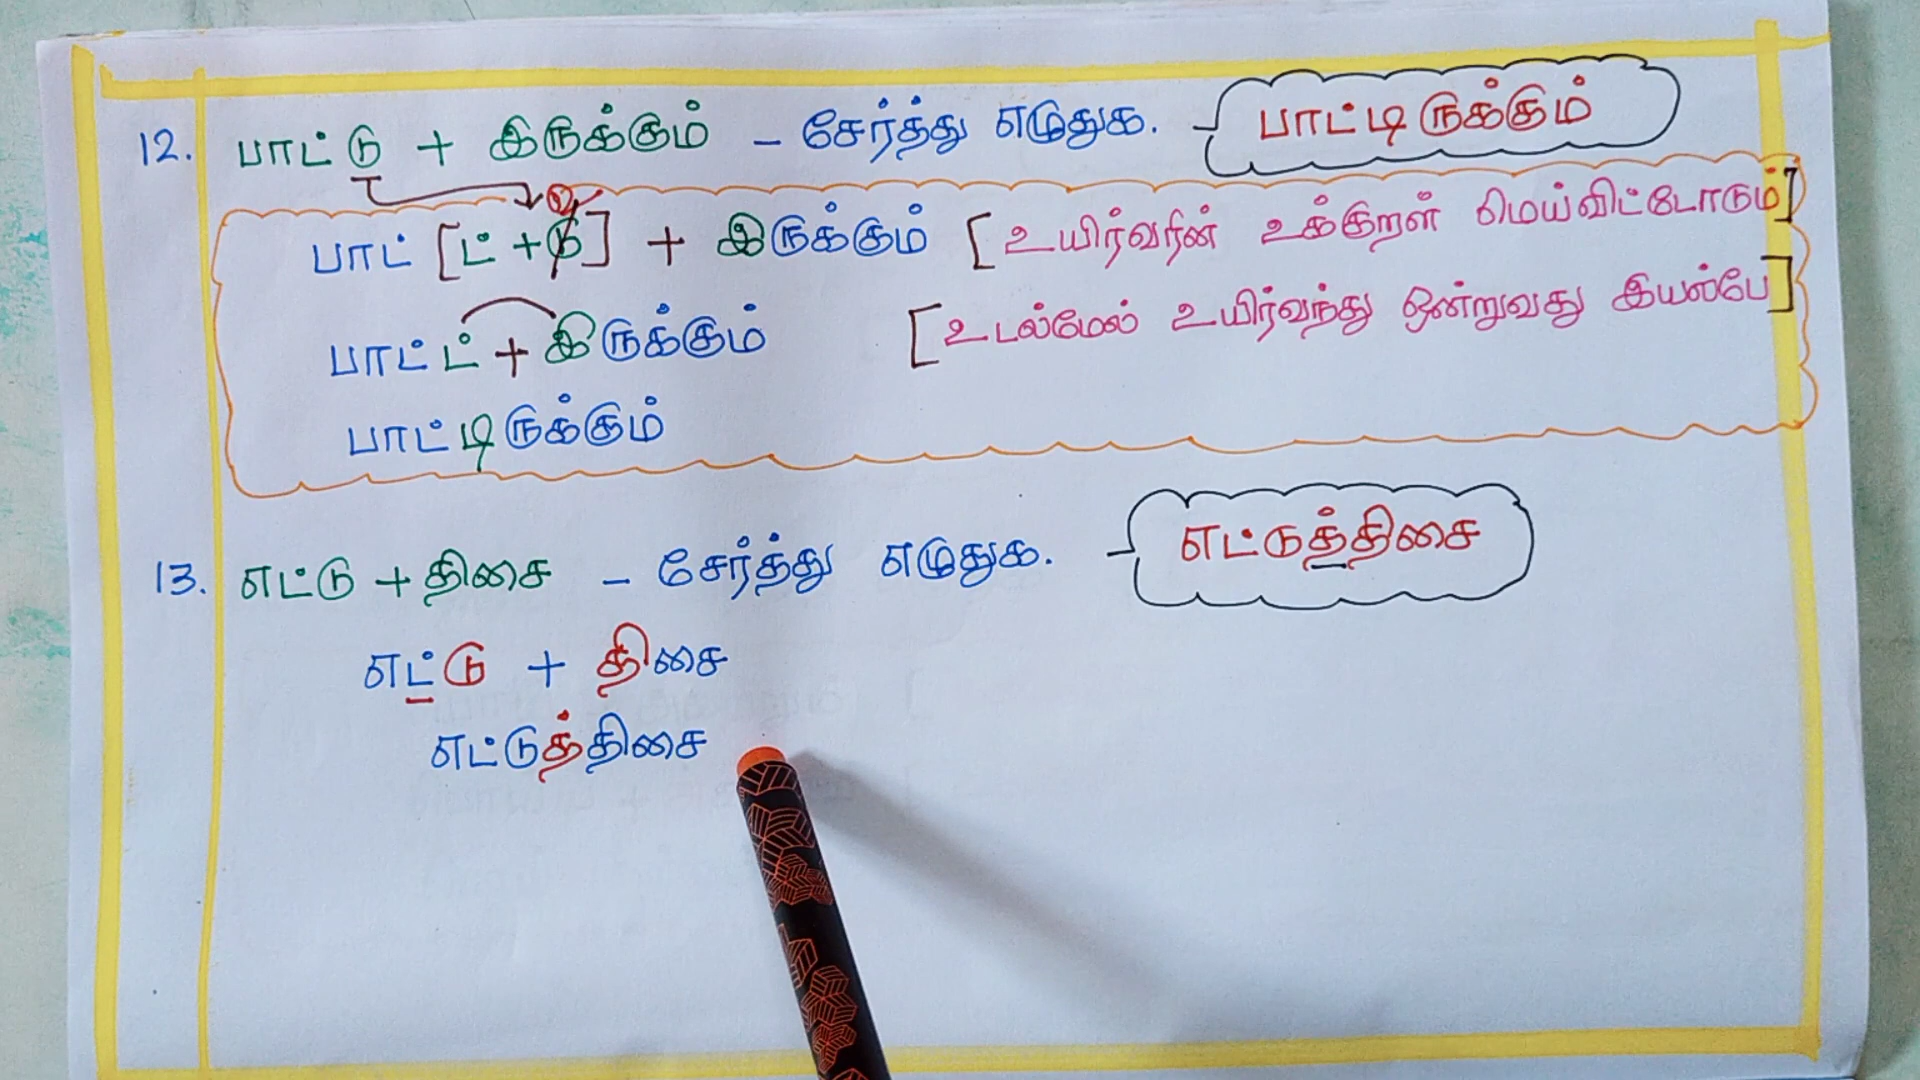 12. பாட்டு + இருக்கும் - சேர்த்து எழுதுக. - பாட்டிருக்கும்
உ
பாட் [ட் + உ] + இருக்கும் [உயிர்வரின் உக்குறள் மெய்விட்டோடும்]
பாட்ட் + இருக்கும் [உடல்மேல் உயிர்வந்து ஒன்றுவது இயல்பே]
பாட்டிருக்கும்
13. எட்டு + திசை - சேர்த்து எழுதுக. - எட்டுத்திசை
எட்டு + திசை
எட்டுத்திசை